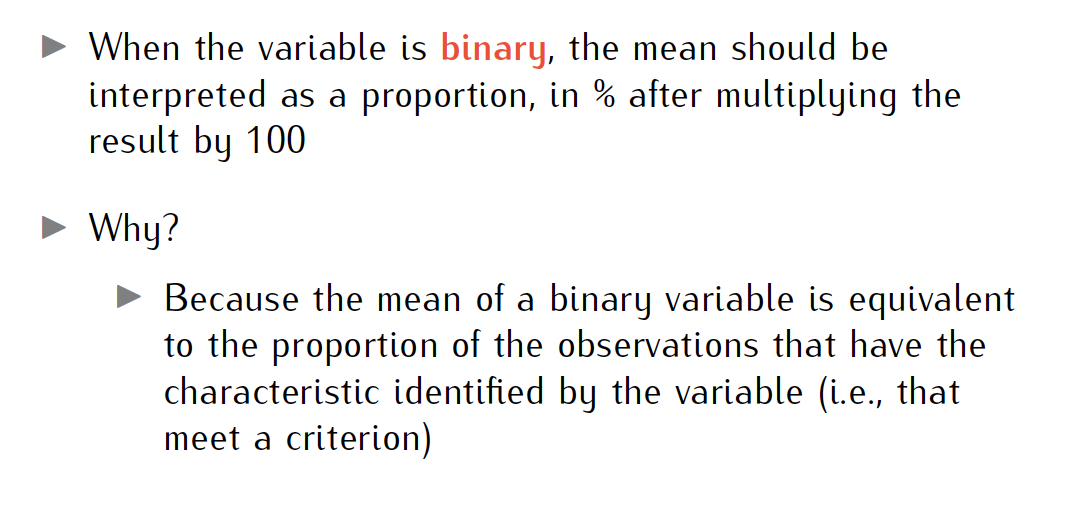 When the variable is binary, the mean should be
interpreted as a proportion, in % after multiplying the
result by 100
Why?
Because the mean of a binary variable is equivalent
to the proportion of the observations that have the
characteristic identified by the variable (i.e., that
meet a criterion)